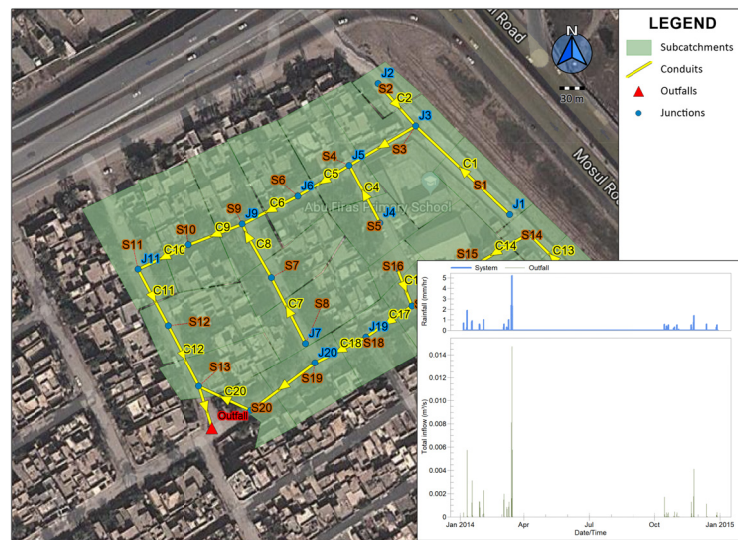 LEGEND
Subcatchments
Conduits
Outfalls
Junctions
30 m
Mosul Road
J2
S2
C2
J3
S3
C1
S1
J1
S4
J5
C5
C4
S6
J6
C6
Abu Firas Primary School
J4
S5
S9
J9
C9
S10
C10
S11
J11
C8
C11
S7
S12
C7
S8
J7
C12
S13
C20
Outfall
S20
S19
J20
C18
J19
S18
C17
S16
S15
C14
S14
C13
System
Outfall
Rainfall (mm/hr)
5
4
3
2
1
0
Total inflow (m³/s)
0.014
0.012
0.010
0.008
0.006
0.004
0.002
0.000
Jan 2014
Apr
Jul
Oct
Jan 2015
Date/Time